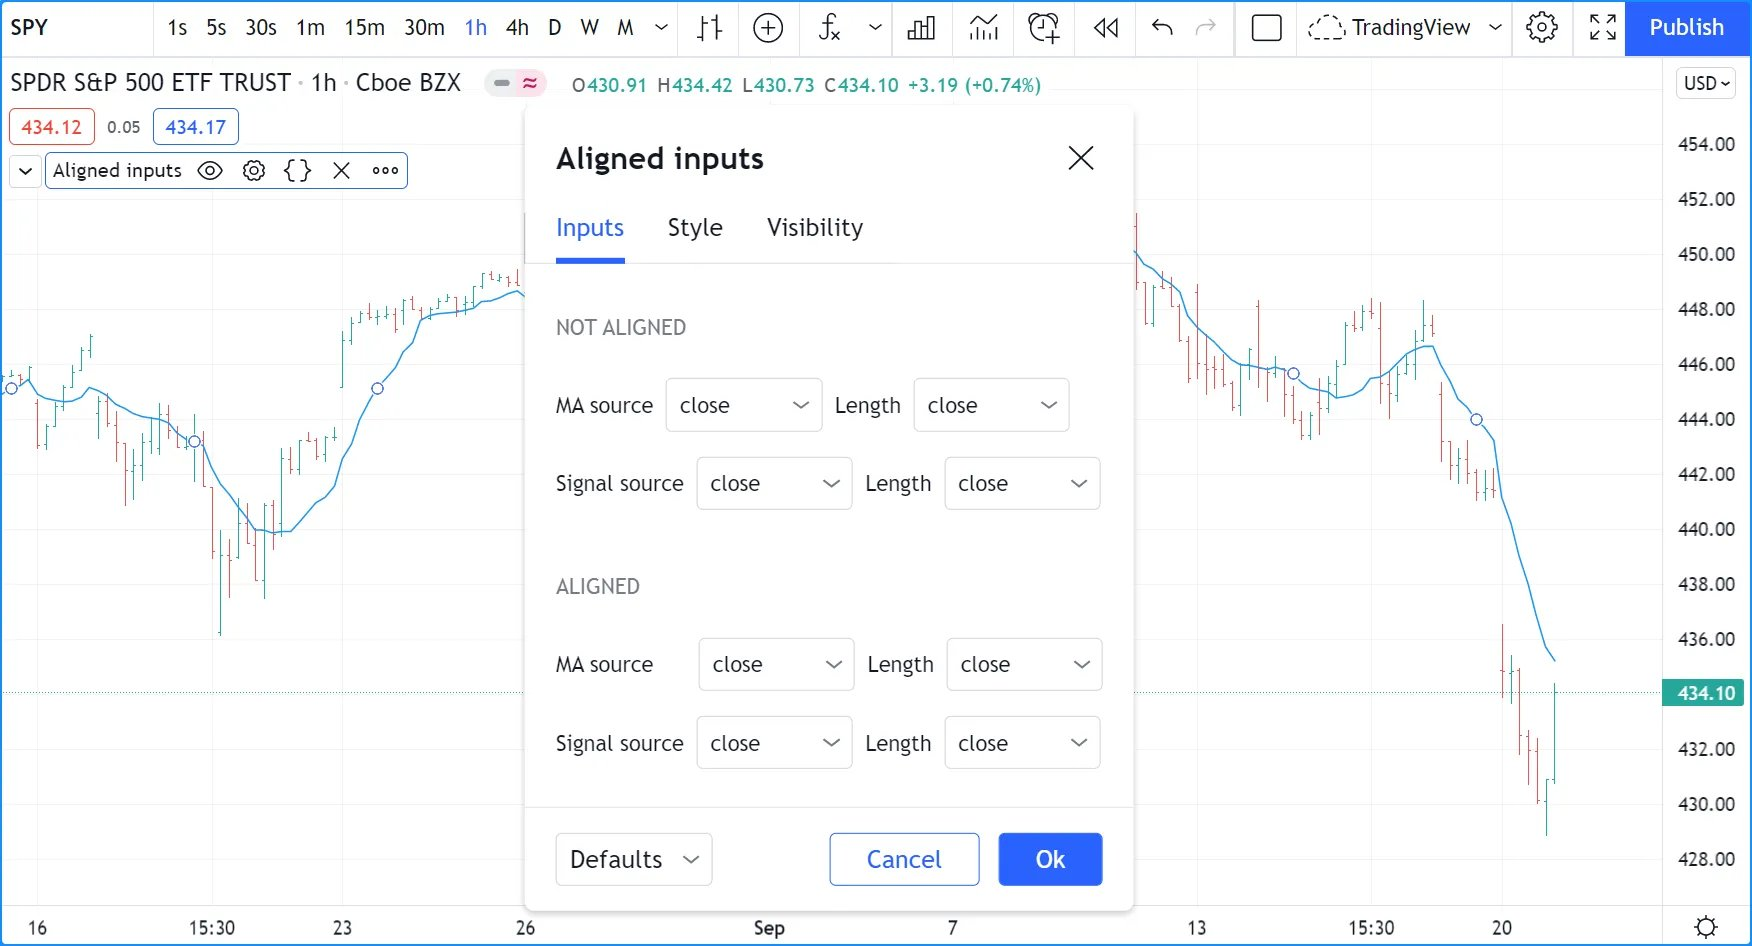 SPY 1s 5s 30s 1m 15m 30m 1h 4h D W M fx TradingView Publish
SPDR S&P 500 ETF TRUST · 1h · Cboe BZX O430.91 H434.42 L430.73 C434.10 +3.19 (+0.74%) USD
434.12 0.05 434.17
Aligned inputs {}
Aligned inputs
Inputs Style Visibility
NOT ALIGNED
MA source close Length close
Signal source close Length close
ALIGNED
MA source close Length close
Signal source close Length close
Defaults Cancel Ok
454.00
452.00
450.00
448.00
446.00
444.00
442.00
440.00
438.00
436.00
434.10
432.00
430.00
428.00
16 15:30 23 26 Sep 7 13 15:30 20